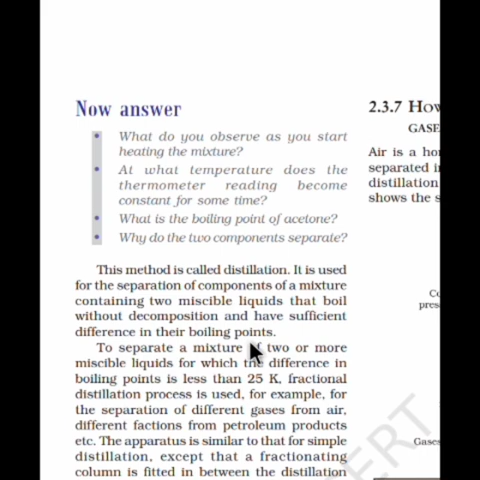 Now answer
• What do you observe as you start
heating the mixture?
• At what temperature does the
thermometer reading become
constant for some time?
• What is the boiling point of acetone?
• Why do the two components separate?
This method is called distillation. It is used
for the separation of components of a mixture
containing two miscible liquids that boil
without decomposition and have sufficient
difference in their boiling points.
To separate a mixture of two or more
miscible liquids for which the difference in
boiling points is less than 25 K, fractional
distillation process is used, for example, for
the separation of different gases from air,
different factions from petroleum products
etc. The apparatus is similar to that for simple
distillation, except that a fractionating
column is fitted in between the distillation
2.3.7 HOW
GASE
Air is a ho
separated i
distillation
shows the s
Co
pres
Gases
ERT